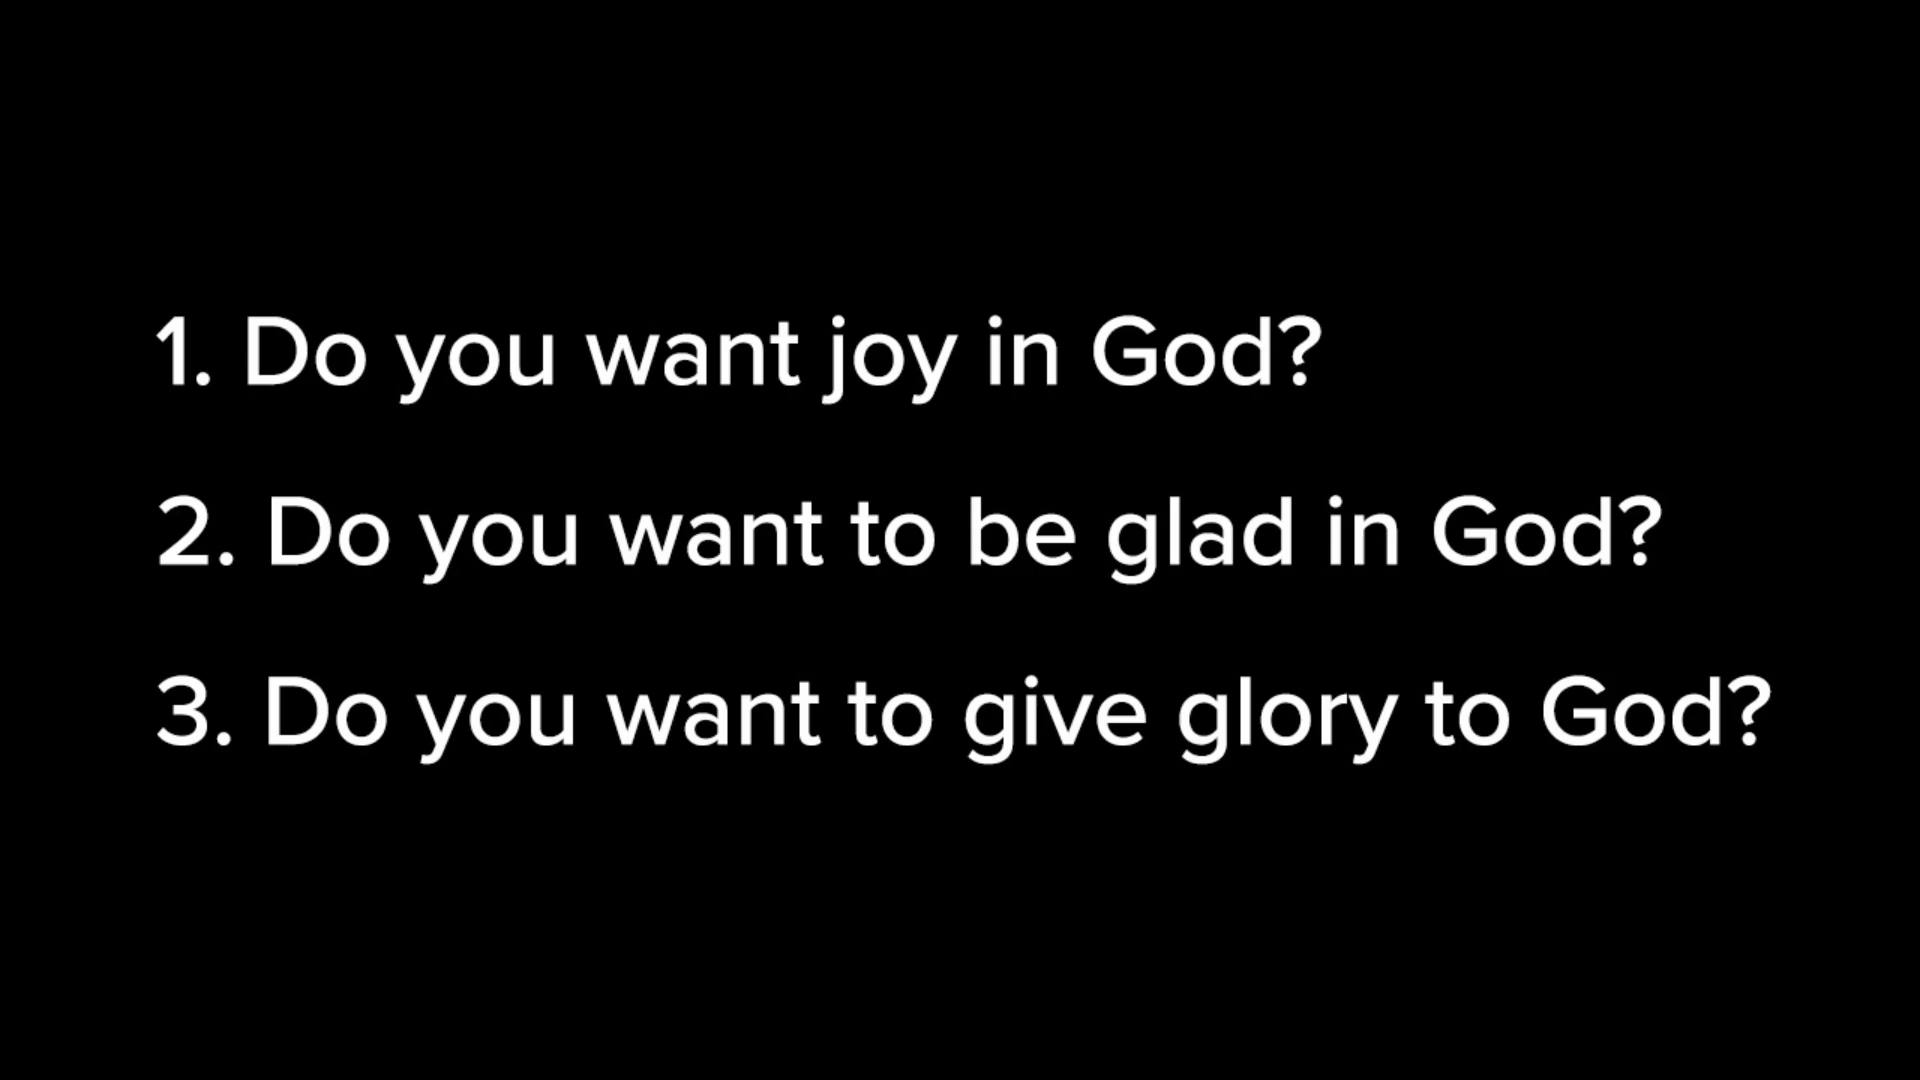 1. Do you want joy in God?
2. Do you want to be glad in God?
3. Do you want to give glory to God?